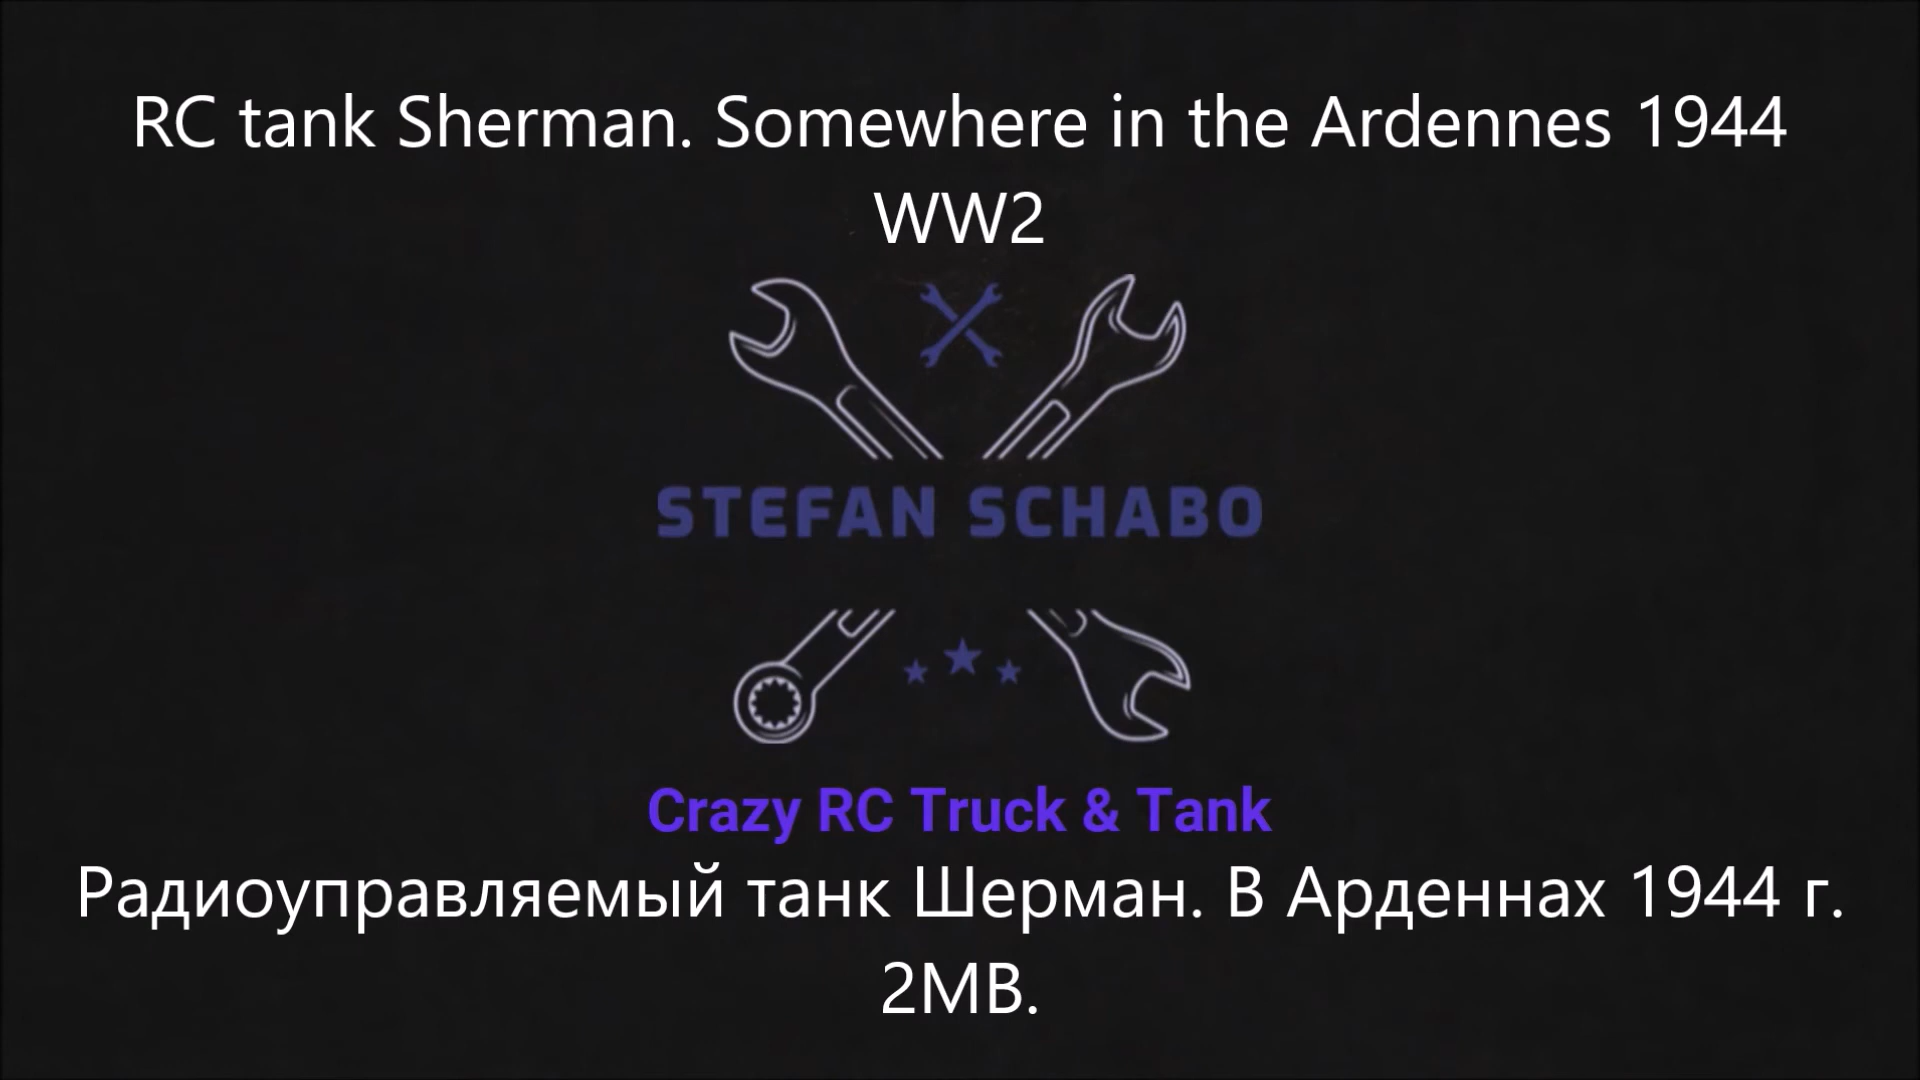 RC tank Sherman. Somewhere in the Ardennes 1944
WW2
STEFAN SCHABO
Crazy RC Truck & Tank
Радиоуправляемый танк Шерман. В Арденнах 1944 г.
2МВ.